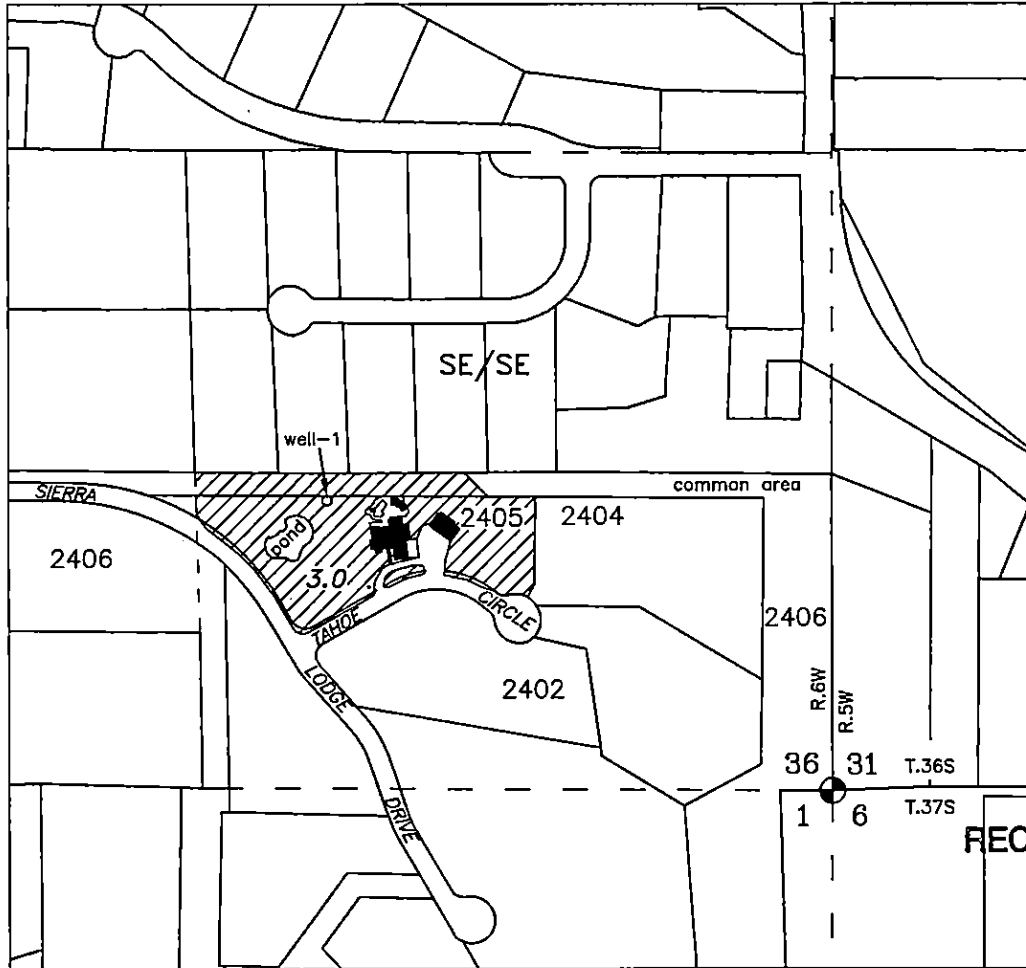 SE/SE
well-1
SIERRA
common area
2405
2404
pond
2406
3.0
CIRCLE
TAHOE
2406
LODGE
2402
R.6W
R.5W
36 31 T.36S
1 6 T.37S
DRIVE
REC